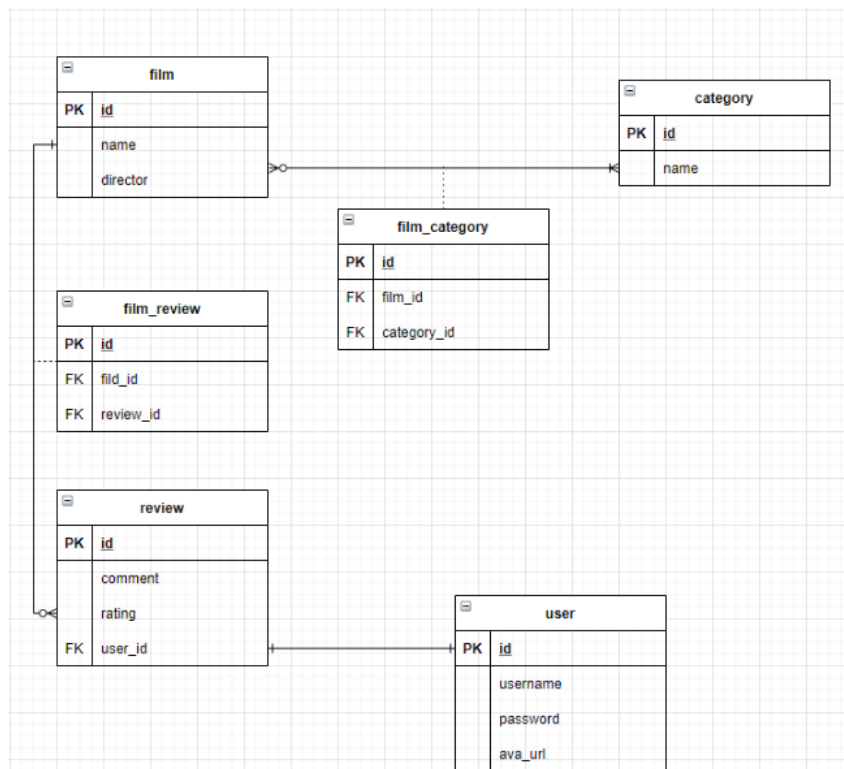 film
PK id
name
director
category
PK id
name
film_category
PK id
FK film_id
FK category_id
film_review
PK id
FK fild_id
FK review_id
review
PK id
comment
rating
FK user_id
user
PK id
username
password
ava_url